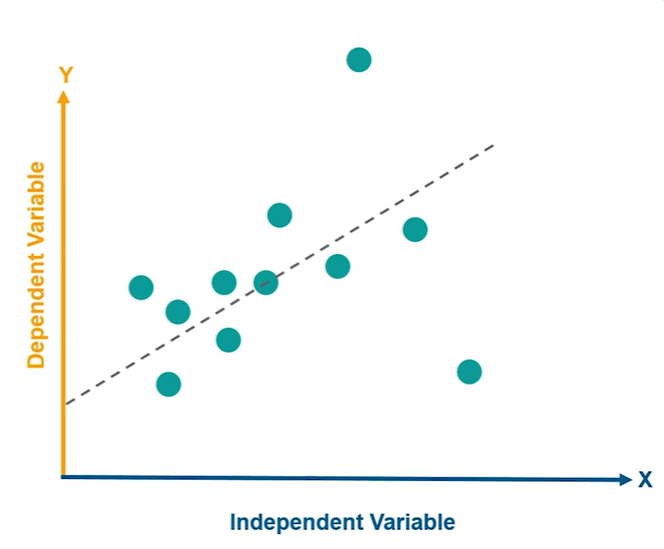 Y
Dependent Variable
X
Independent Variable